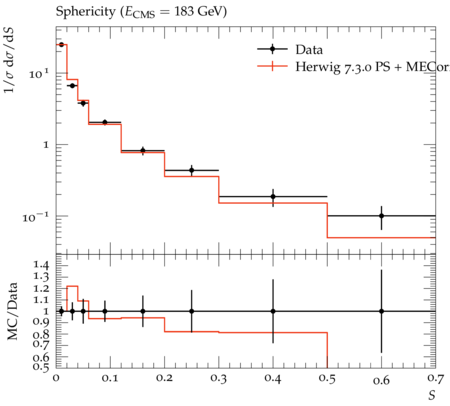 Sphericity (E_CMS = 183 GeV)
1/σ dσ/dS
10^1
1
10^−1
Data
Herwig 7.3.0 PS + MECor
MC/Data
1.4
1.3
1.2
1.1
1
0.9
0.8
0.7
0.6
0.5
0 0.1 0.2 0.3 0.4 0.5 0.6 0.7
S